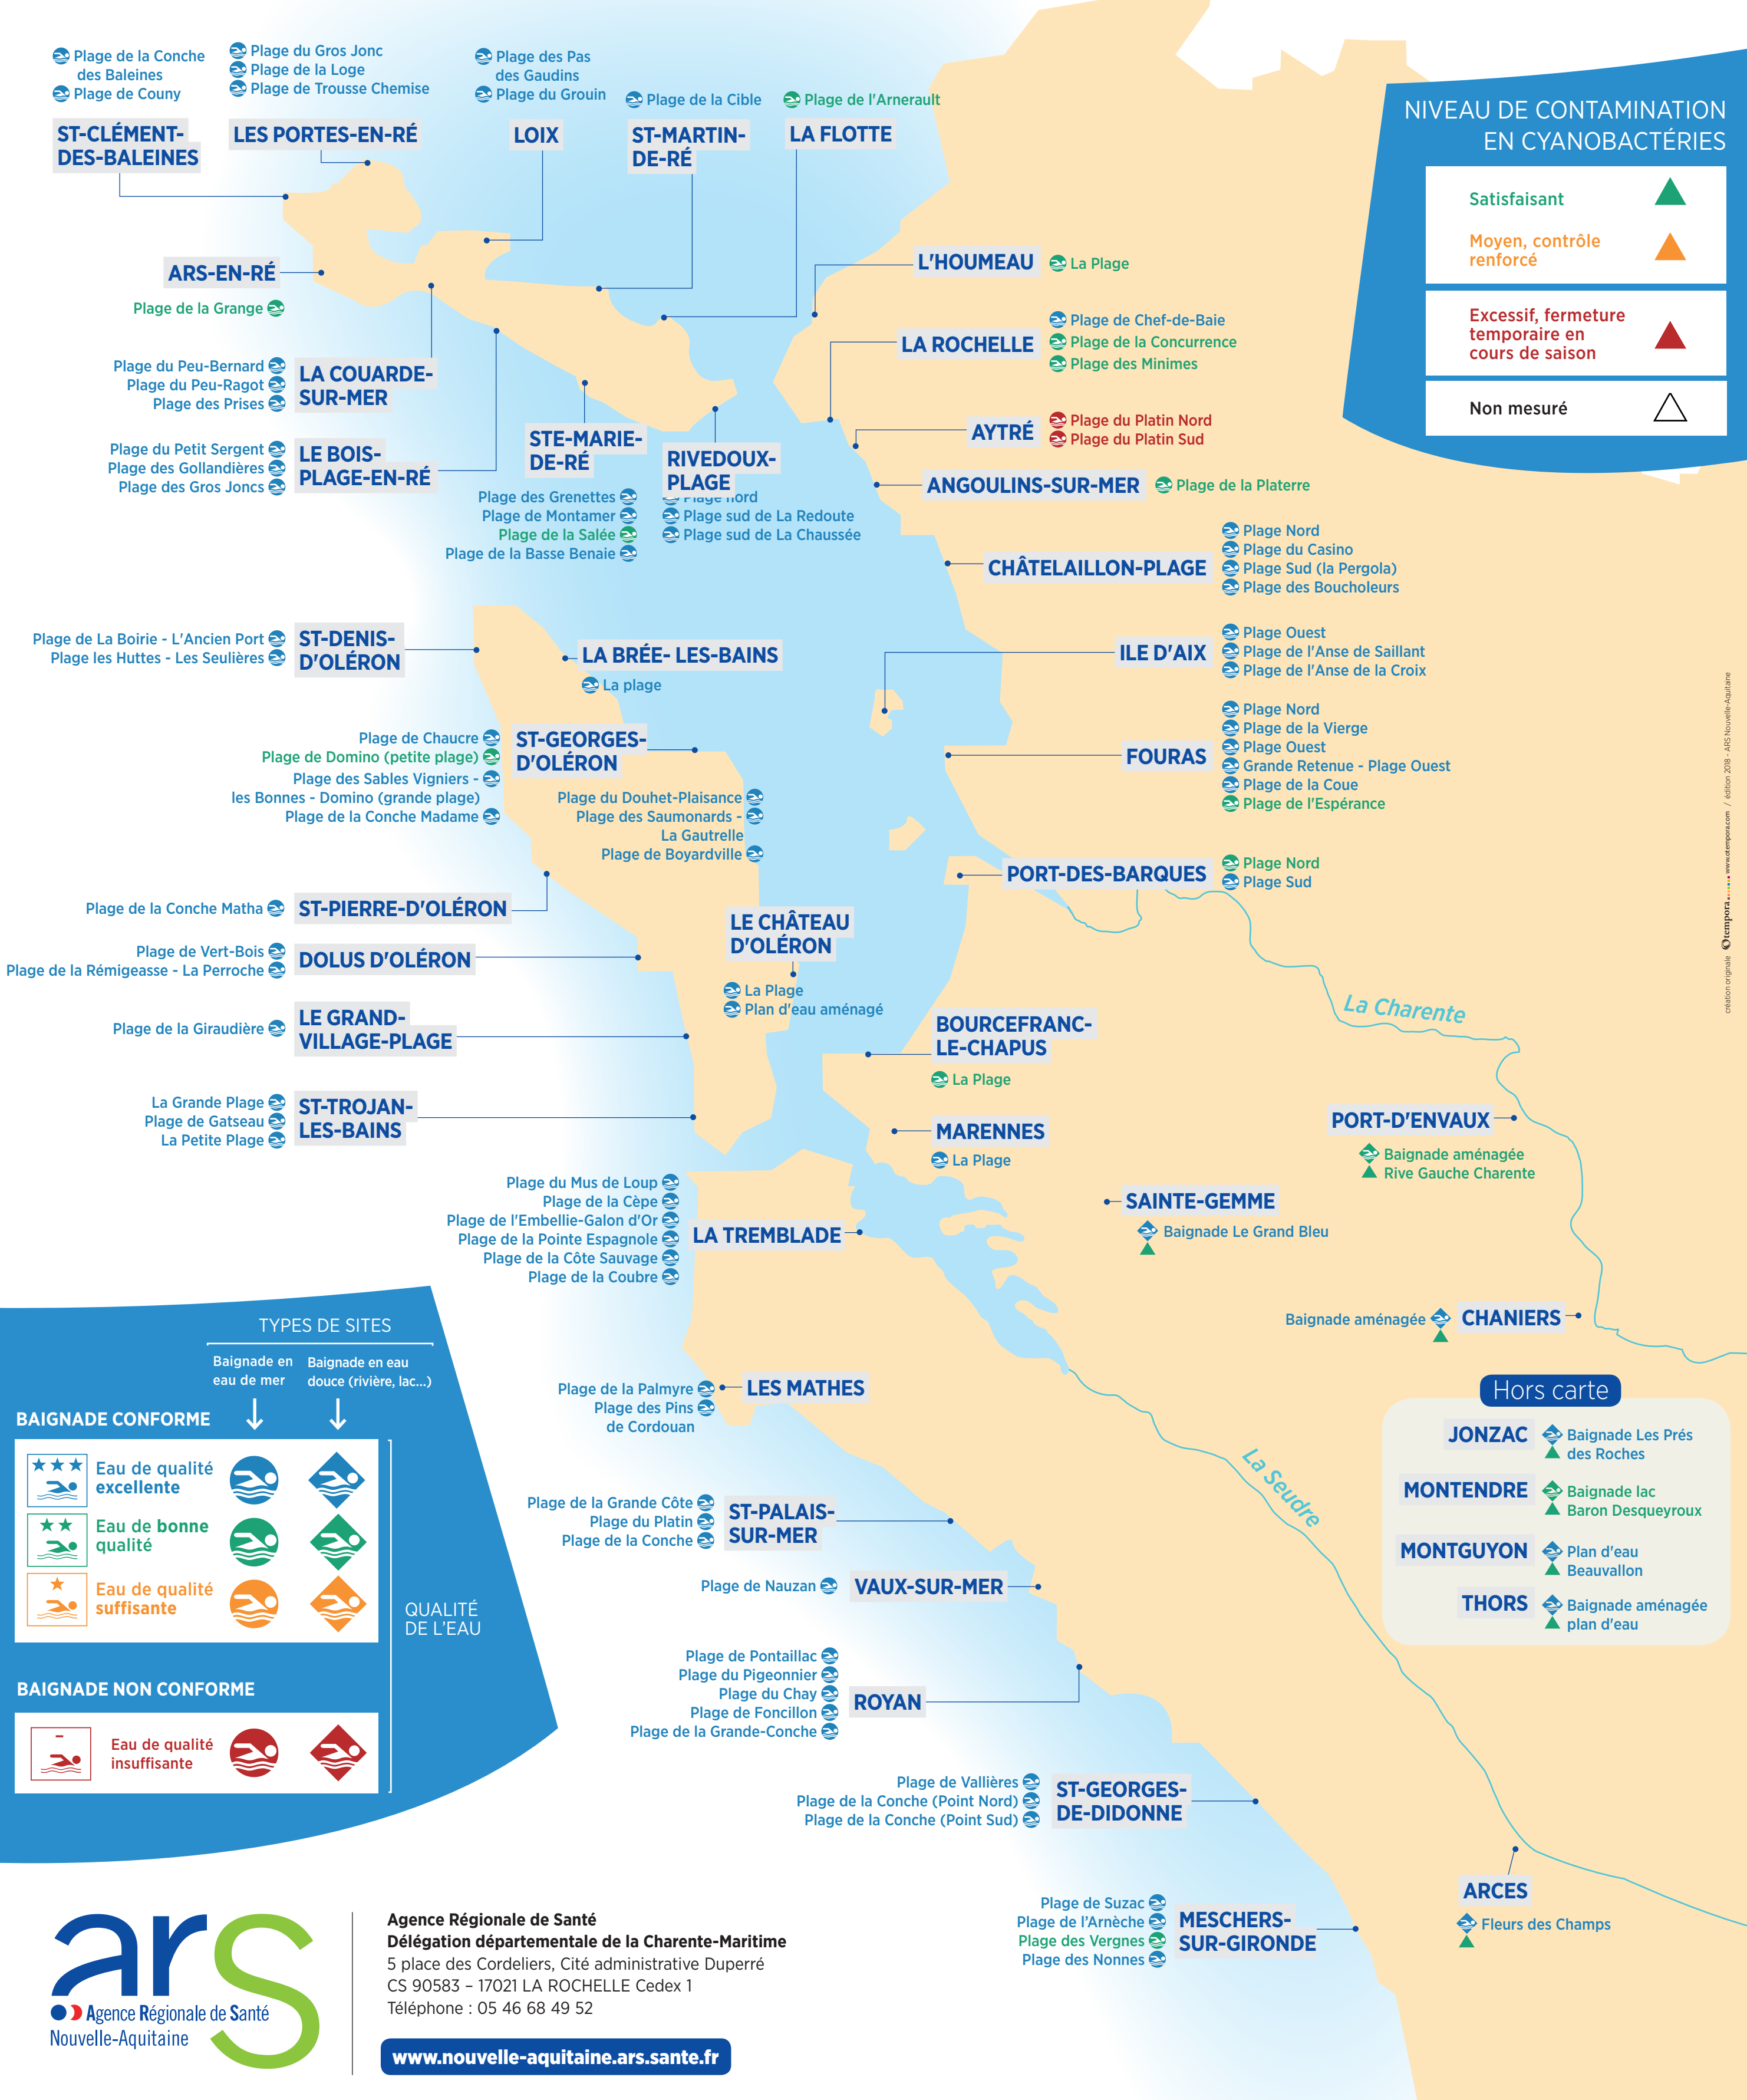 Plage de la Conche
des Baleines
Plage de Couny
ST-CLÉMENT-
DES-BALEINES
Plage du Gros Jonc
Plage de la Loge
Plage de Trousse Chemise
LES PORTES-EN-RÉ
Plage des Pas
des Gaudins
Plage du Grouin
LOIX
Plage de la Cible
ST-MARTIN-
DE-RÉ
Plage de l'Arnerault
LA FLOTTE
NIVEAU DE CONTAMINATION
EN CYANOBACTÉRIES
Satisfaisant
Moyen, contrôle
renforcé
Excessif, fermeture
temporaire en
cours de saison
Non mesuré
ARS-EN-RÉ
Plage de la Grange
Plage du Peu-Bernard
Plage du Peu-Ragot
Plage des Prises
LA COUARDE-
SUR-MER
Plage du Petit Sergent
Plage des Gollandières
Plage des Gros Joncs
LE BOIS-
PLAGE-EN-RÉ
STE-MARIE-
DE-RÉ
Plage des Grenettes
Plage de Montamer
Plage de la Salée
Plage de la Basse Benaie
RIVEDOUX-
PLAGE
Plage nord
Plage sud de La Redoute
Plage sud de La Chaussée
L'HOUMEAU
La Plage
LA ROCHELLE
Plage de Chef-de-Baie
Plage de la Concurrence
Plage des Minimes
AYTRÉ
Plage du Platin Nord
Plage du Platin Sud
ANGOULINS-SUR-MER
Plage de la Platerre
CHÂTELAILLON-PLAGE
Plage Nord
Plage du Casino
Plage Sud (la Pergola)
Plage des Boucholeurs
Plage de La Boirie - L'Ancien Port
Plage les Huttes - Les Seulières
ST-DENIS-
D'OLÉRON
LA BRÉE- LES-BAINS
La plage
ILE D'AIX
Plage Ouest
Plage de l'Anse de Saillant
Plage de l'Anse de la Croix
Plage de Chaucre
Plage de Domino (petite plage)
Plage des Sables Vigniers -
les Bonnes - Domino (grande plage)
Plage de la Conche Madame
ST-GEORGES-
D'OLÉRON
Plage du Douhet-Plaisance
Plage des Saumonards -
La Gautrelle
Plage de Boyardville
FOURAS
Plage Nord
Plage de la Vierge
Plage Ouest
Grande Retenue - Plage Ouest
Plage de la Coue
Plage de l'Espérance
PORT-DES-BARQUES
Plage Nord
Plage Sud
Plage de la Conche Matha
ST-PIERRE-D'OLÉRON
Plage de Vert-Bois
Plage de la Rémigeasse - La Perroche
DOLUS D'OLÉRON
LE CHÂTEAU
D'OLÉRON
La Plage
Plan d'eau aménagé
Plage de la Giraudière
LE GRAND-
VILLAGE-PLAGE
La Charente
BOURCEFRANC-
LE-CHAPUS
La Plage
La Grande Plage
Plage de Gatseau
La Petite Plage
ST-TROJAN-
LES-BAINS
MARENNES
La Plage
PORT-D'ENVAUX
Baignade aménagée
Rive Gauche Charente
Plage du Mus de Loup
Plage de la Cèpe
Plage de l'Embellie-Galon d'Or
Plage de la Pointe Espagnole
Plage de la Côte Sauvage
Plage de la Coubre
LA TREMBLADE
SAINTE-GEMME
Baignade Le Grand Bleu
Baignade aménagée
CHANIERS
création originale Otempora www.otempora.com / édition 2018 - ARS Nouvelle-Aquitaine
TYPES DE SITES
Baignade en
eau de mer
Baignade en eau
douce (rivière, lac...)
BAIGNADE CONFORME
Eau de qualité
excellente
Eau de bonne
qualité
Eau de qualité
suffisante
QUALITÉ
DE L'EAU
BAIGNADE NON CONFORME
Eau de qualité
insuffisante
Plage de la Palmyre
Plage des Pins
de Cordouan
LES MATHES
Hors carte
JONZAC
Baignade Les Prés
des Roches
MONTENDRE
Baignade lac
Baron Desqueyroux
MONTGUYON
Plan d'eau
Beauvallon
THORS
Baignade aménagée
plan d'eau
La Seudre
Plage de la Grande Côte
Plage du Platin
Plage de la Conche
ST-PALAIS-
SUR-MER
Plage de Nauzan
VAUX-SUR-MER
Plage de Pontaillac
Plage du Pigeonnier
Plage du Chay
Plage de Foncillon
Plage de la Grande-Conche
ROYAN
Plage de Vallières
Plage de la Conche (Point Nord)
Plage de la Conche (Point Sud)
ST-GEORGES-
DE-DIDONNE
Plage de Suzac
Plage de l'Arnèche
Plage des Vergnes
Plage des Nonnes
MESCHERS-
SUR-GIRONDE
ARCES
Fleurs des Champs
ars
Agence Régionale de Santé
Nouvelle-Aquitaine
Agence Régionale de Santé
Délégation départementale de la Charente-Maritime
5 place des Cordeliers, Cité administrative Duperré
CS 90583 – 17021 LA ROCHELLE Cedex 1
Téléphone : 05 46 68 49 52
www.nouvelle-aquitaine.ars.sante.fr